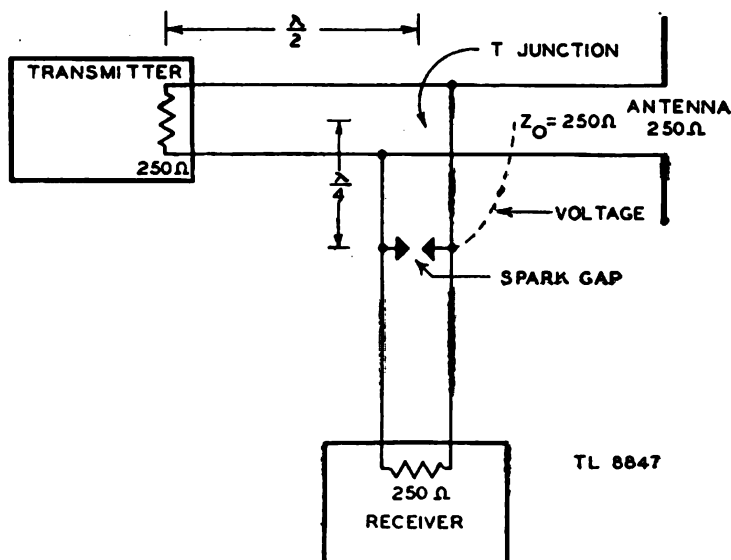 λ
2
T JUNCTION
TRANSMITTER
ANTENNA
250Ω
Z₀ = 250Ω
λ
4
250Ω
VOLTAGE
SPARK GAP
250 Ω
RECEIVER
TL 8847